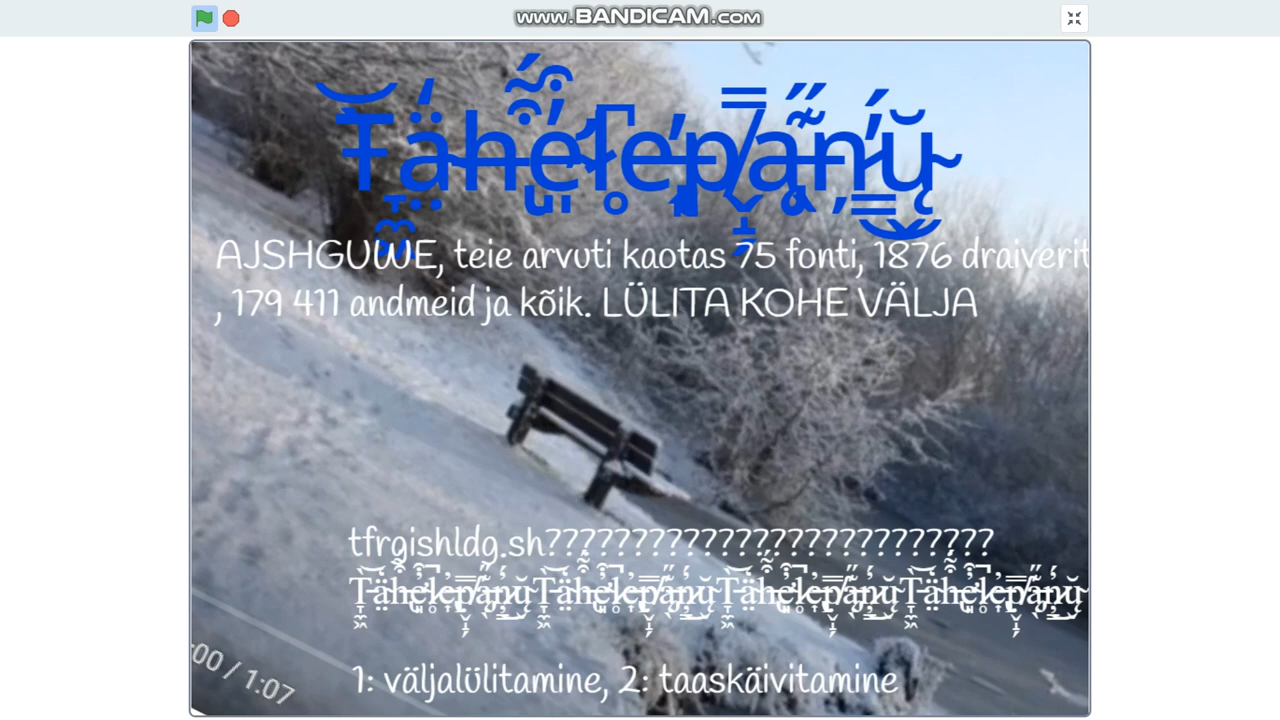 www.BANDICAM.com
Tähelepanu
AJSHGUWE, teie arvuti kaotas 75 fonti, 1876 draiverit
, 179 411 andmeid ja kõik. LÜLITA KOHE VÄLJA
tfrgishldg.sh??????????????????????????
TähelepanuTähelepanuTähelepanuTähelepanu
1: väljalülitamine, 2: taaskäivitamine
:00 / 1:07